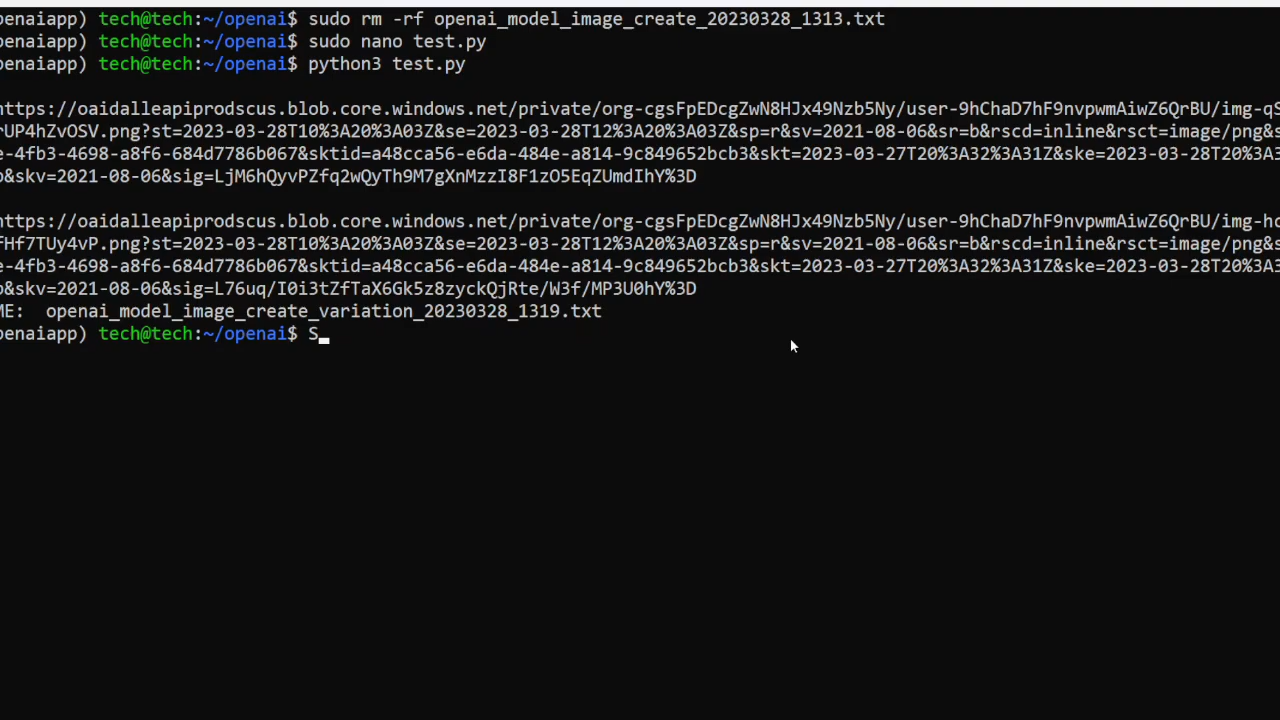 penaiapp) tech@tech:~/openai$ sudo rm -rf openai_model_image_create_20230328_1313.txt
penaiapp) tech@tech:~/openai$ sudo nano test.py
penaiapp) tech@tech:~/openai$ python3 test.py
https://oaidalleapiprodscus.blob.core.windows.net/private/org-cgsFpEDcgZwN8HJx49Nzb5Ny/user-9hChaD7hF9nvpwmAiwZ6QrBU/img-qS
rUP4hZvOSV.png?st=2023-03-28T10%3A20%3A03Z&se=2023-03-28T12%3A20%3A03Z&sp=r&sv=2021-08-06&sr=b&rscd=inline&rsct=image/png&s
e-4fb3-4698-a8f6-684d7786b067&sktid=a48cca56-e6da-484e-a814-9c849652bcb3&skt=2023-03-27T20%3A32%3A31Z&ske=2023-03-28T20%3A3
b&skv=2021-08-06&sig=LjM6hQyvPZfq2wQyTh9M7gXnMzzI8F1zO5EqZUmdIhY%3D
https://oaidalleapiprodscus.blob.core.windows.net/private/org-cgsFpEDcgZwN8HJx49Nzb5Ny/user-9hChaD7hF9nvpwmAiwZ6QrBU/img-ho
fHf7TUy4vP.png?st=2023-03-28T10%3A20%3A03Z&se=2023-03-28T12%3A20%3A03Z&sp=r&sv=2021-08-06&sr=b&rscd=inline&rsct=image/png&s
e-4fb3-4698-a8f6-684d7786b067&sktid=a48cca56-e6da-484e-a814-9c849652bcb3&skt=2023-03-27T20%3A32%3A31Z&ske=2023-03-28T20%3A3
b&skv=2021-08-06&sig=L76uq/I0i3tZfTaX6Gk5z8zyckQjRte/W3f/MP3U0hY%3D
ME: openai_model_image_create_variation_20230328_1319.txt
penaiapp) tech@tech:~/openai$ S